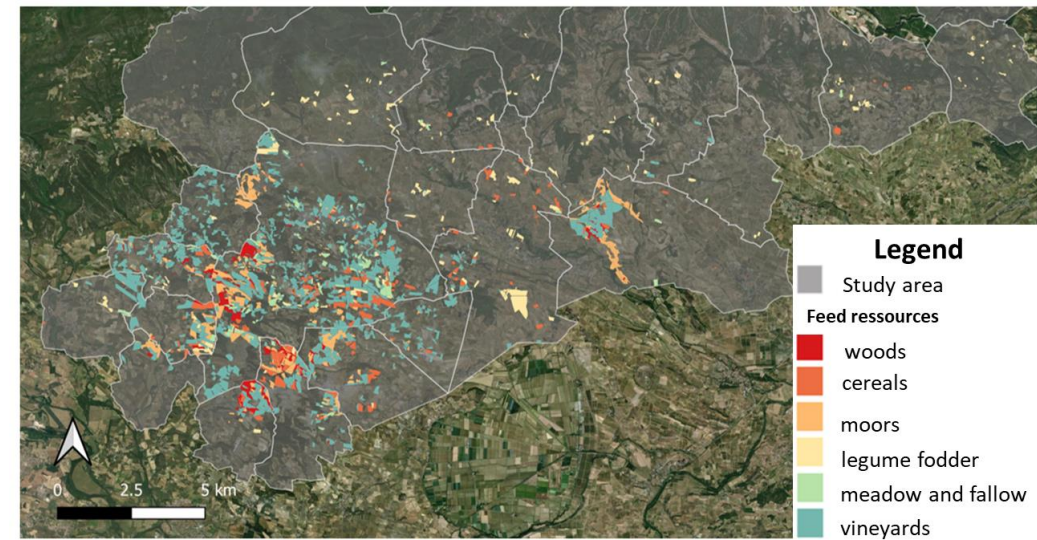 Legend
Study area
Feed ressources
woods
cereals
moors
legume fodder
meadow and fallow
vineyards
0 2.5 5 km